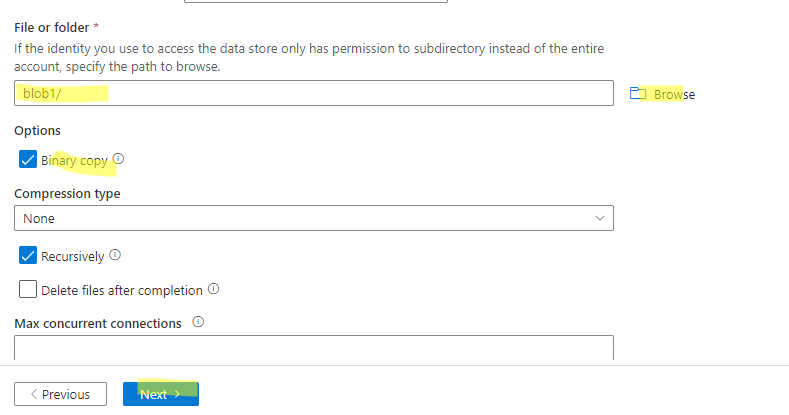 File or folder *
If the identity you use to access the data store only has permission to subdirectory instead of the entire
account, specify the path to browse.
blob1/
Browse
Options
Binary copy
Compression type
None
Recursively
Delete files after completion
Max concurrent connections
< Previous
Next >